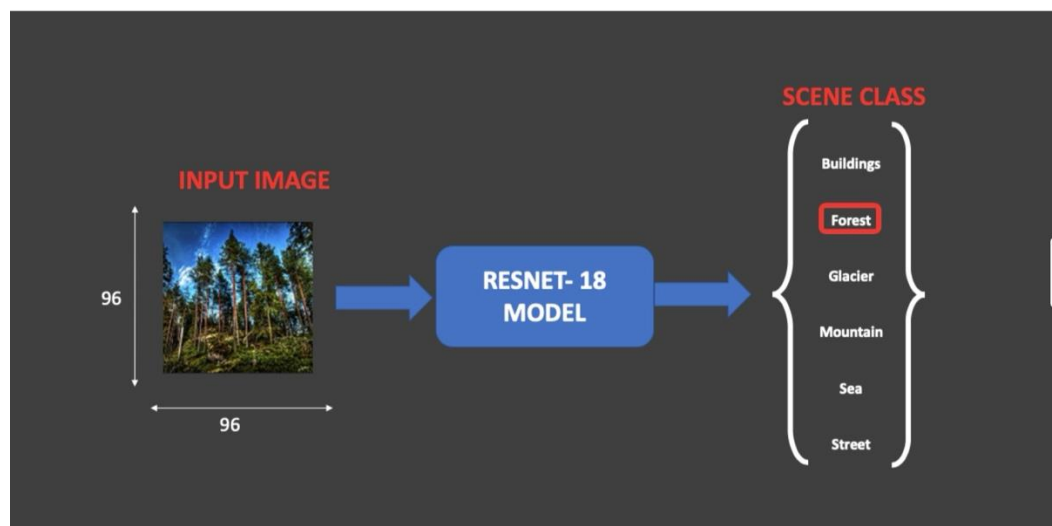 SCENE CLASS
Buildings
INPUT IMAGE
Forest
96
RESNET- 18
MODEL
Glacier
Mountain
Sea
96
Street